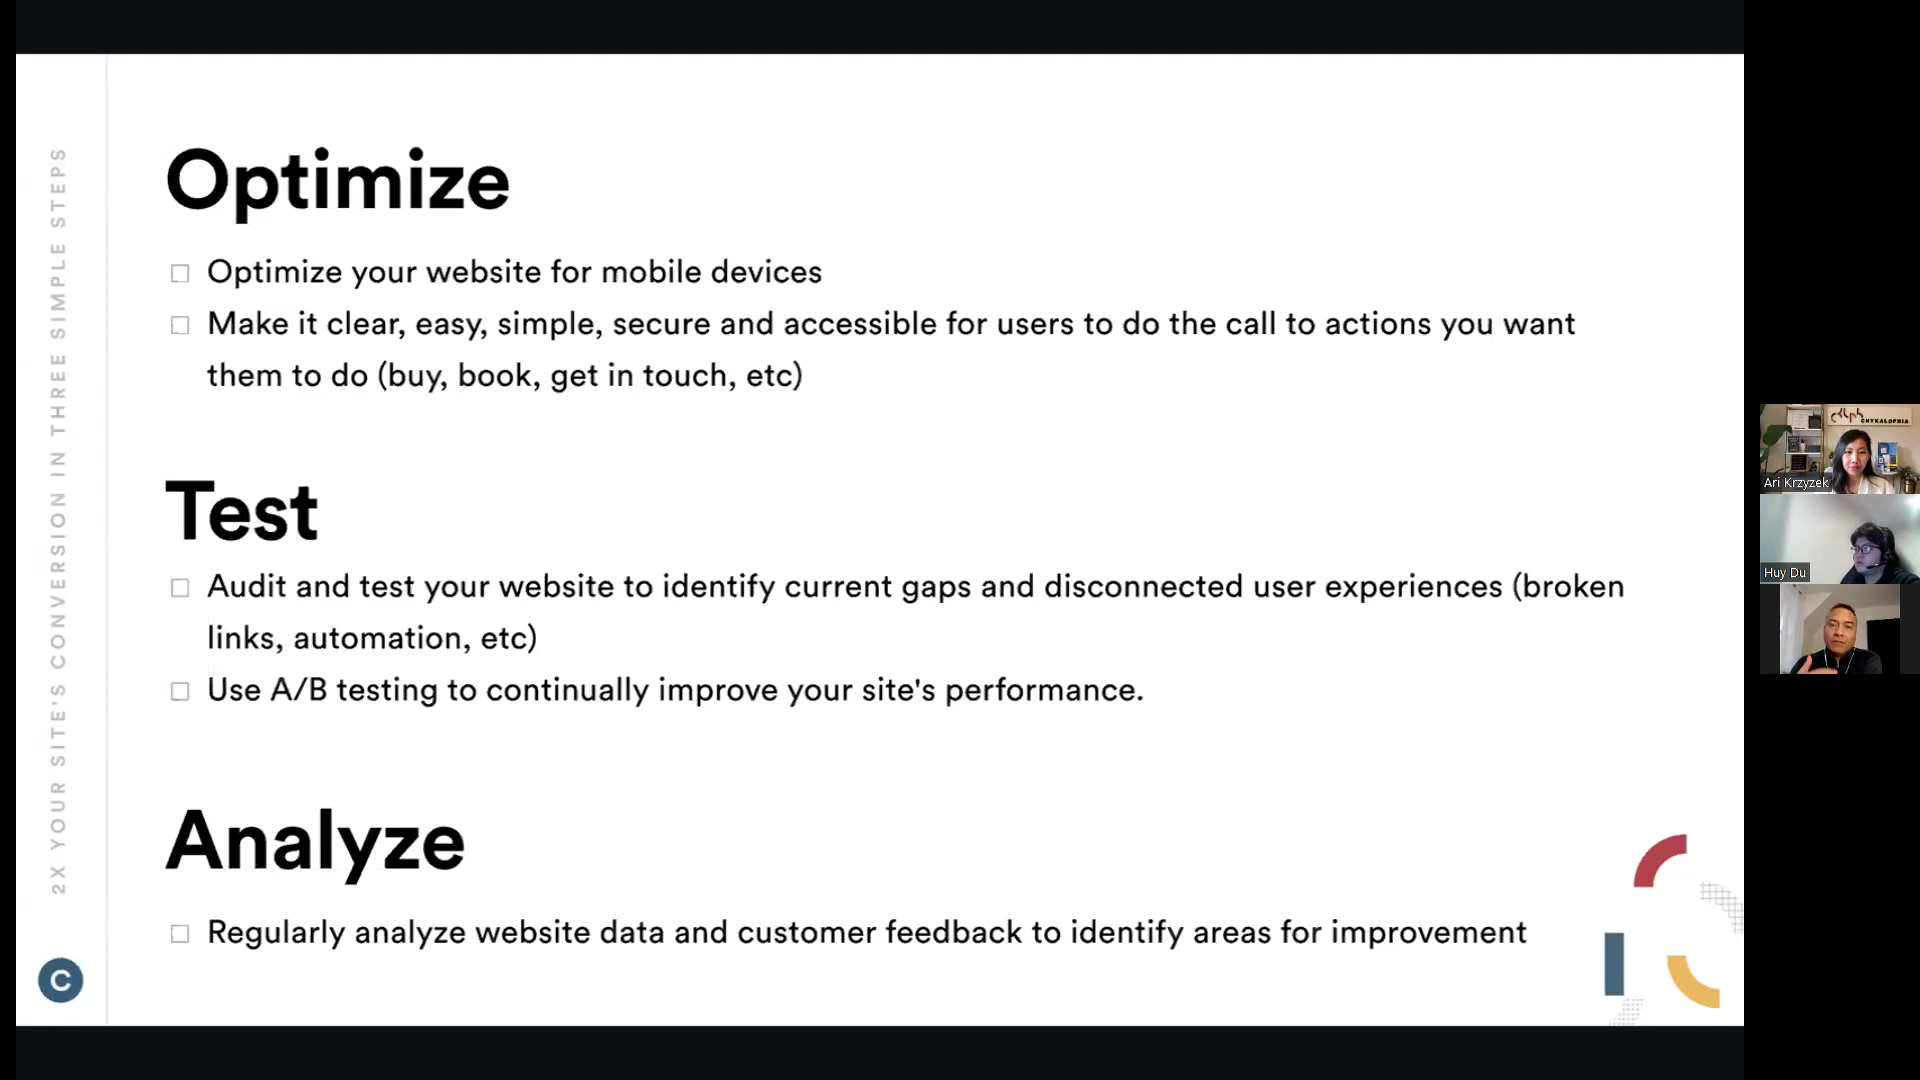 2X YOUR SITE'S CONVERSION IN THREE SIMPLE STEPS
Optimize
Optimize your website for mobile devices
Make it clear, easy, simple, secure and accessible for users to do the call to actions you want
them to do (buy, book, get in touch, etc)
Test
Audit and test your website to identify current gaps and disconnected user experiences (broken
links, automation, etc)
Use A/B testing to continually improve your site's performance.
Analyze
Regularly analyze website data and customer feedback to identify areas for improvement
C
CHYKALOPHIA
Ari Krzyzek
Huy Du